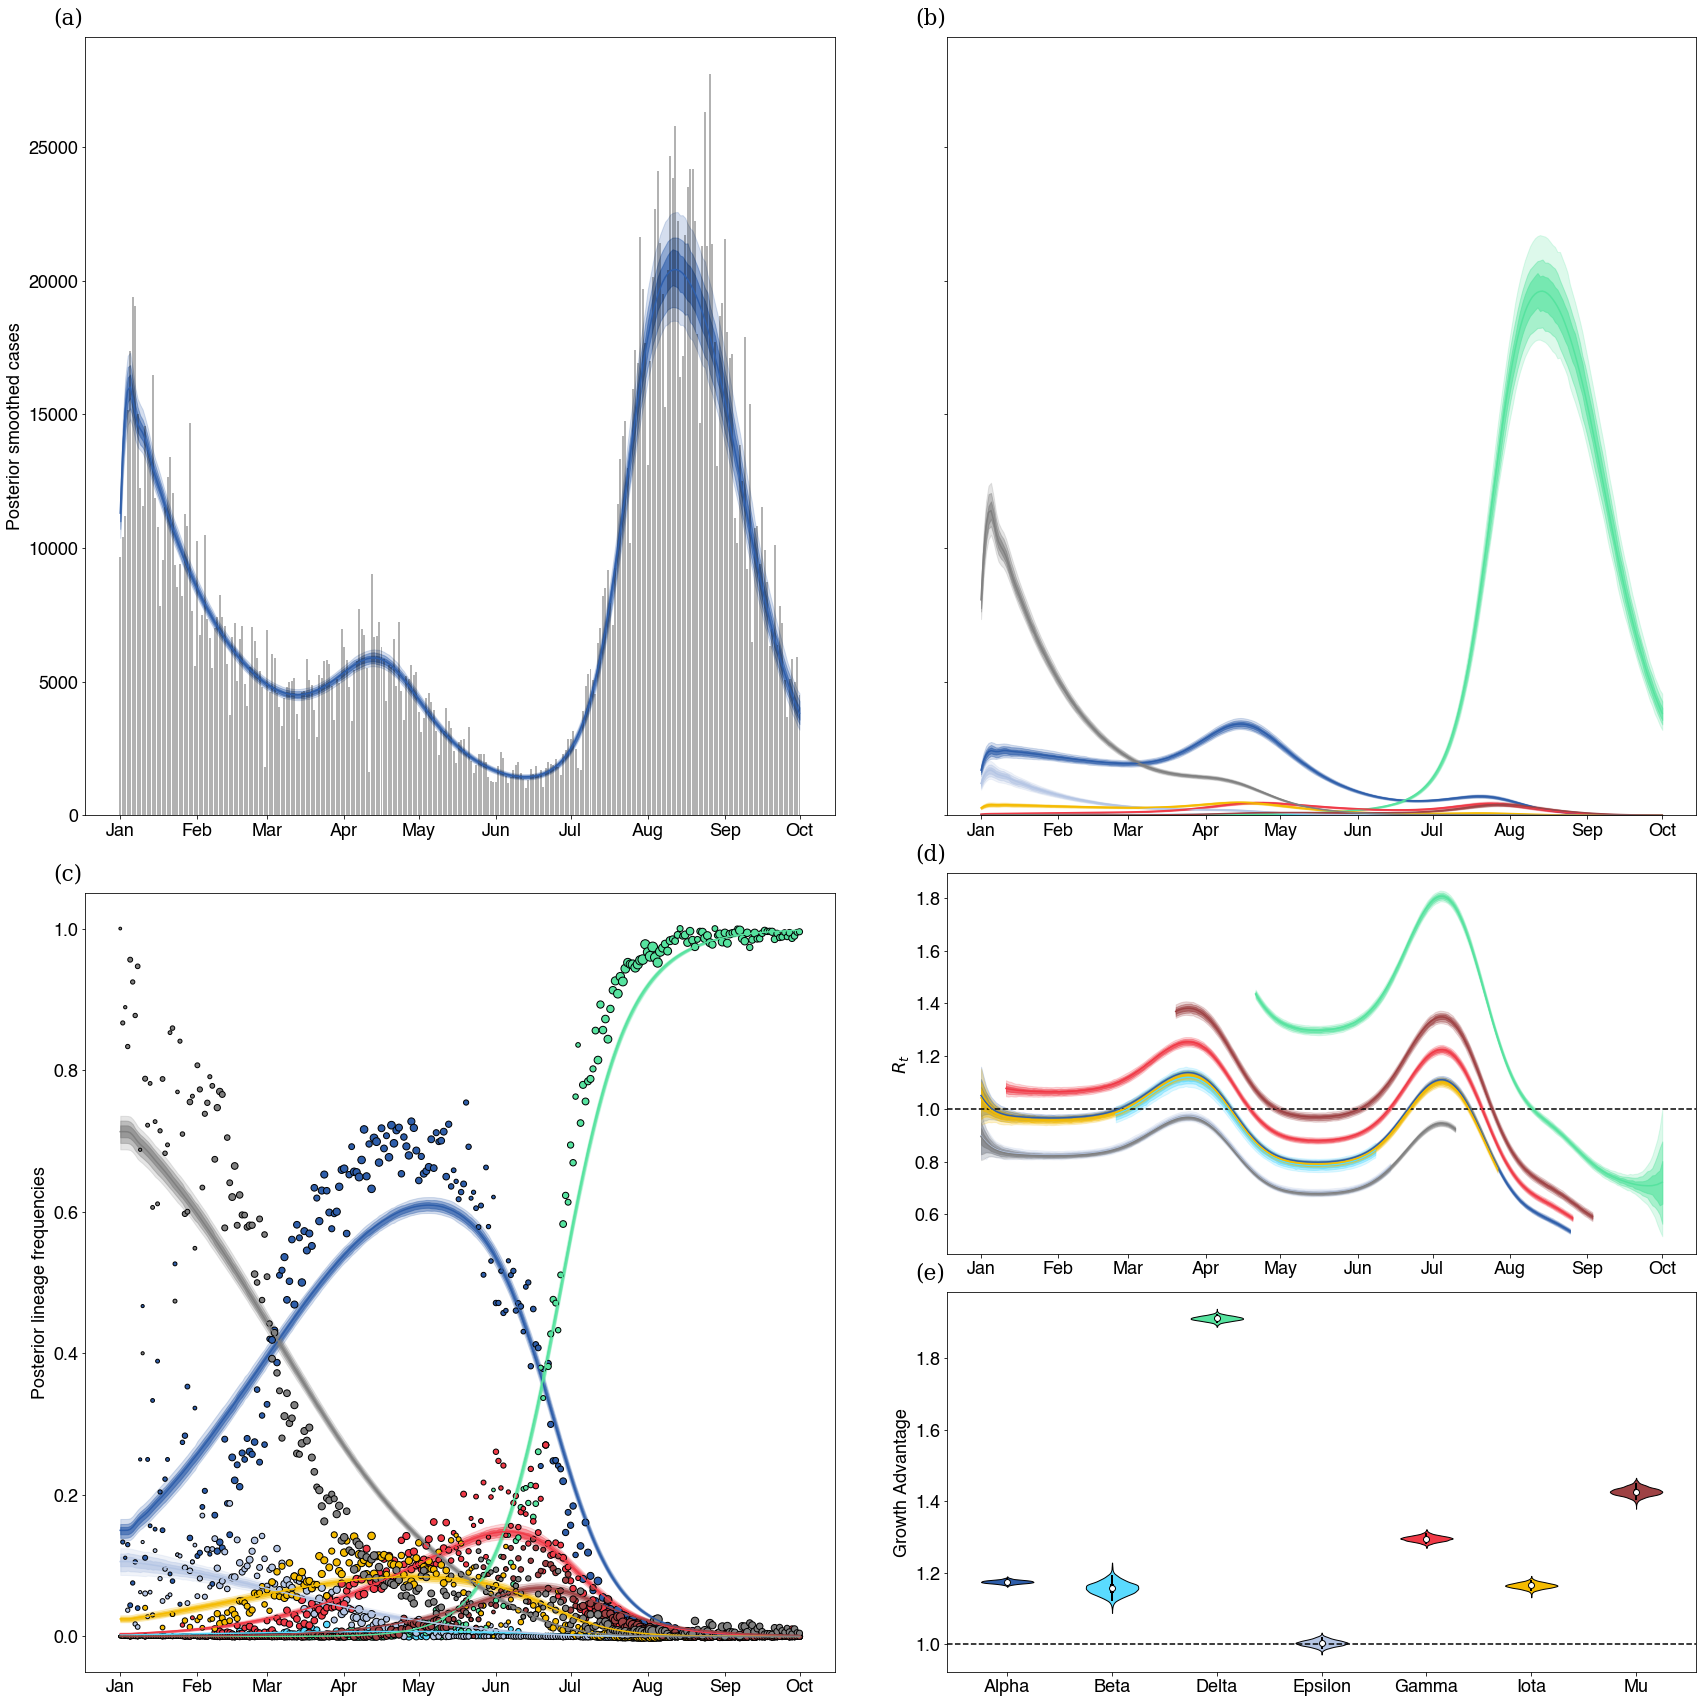 (a)
Posterior smoothed cases
25000
20000
15000
10000
5000
0
Jan Feb Mar Apr May Jun Jul Aug Sep Oct
(b)
Jan Feb Mar Apr May Jun Jul Aug Sep Oct
(c)
Posterior lineage frequencies
1.0
0.8
0.6
0.4
0.2
0.0
Jan Feb Mar Apr May Jun Jul Aug Sep Oct
(d)
Rt
1.8
1.6
1.4
1.2
1.0
0.8
0.6
Jan Feb Mar Apr May Jun Jul Aug Sep Oct
(e)
Growth Advantage
1.8
1.6
1.4
1.2
1.0
Alpha Beta Delta Epsilon Gamma Iota Mu